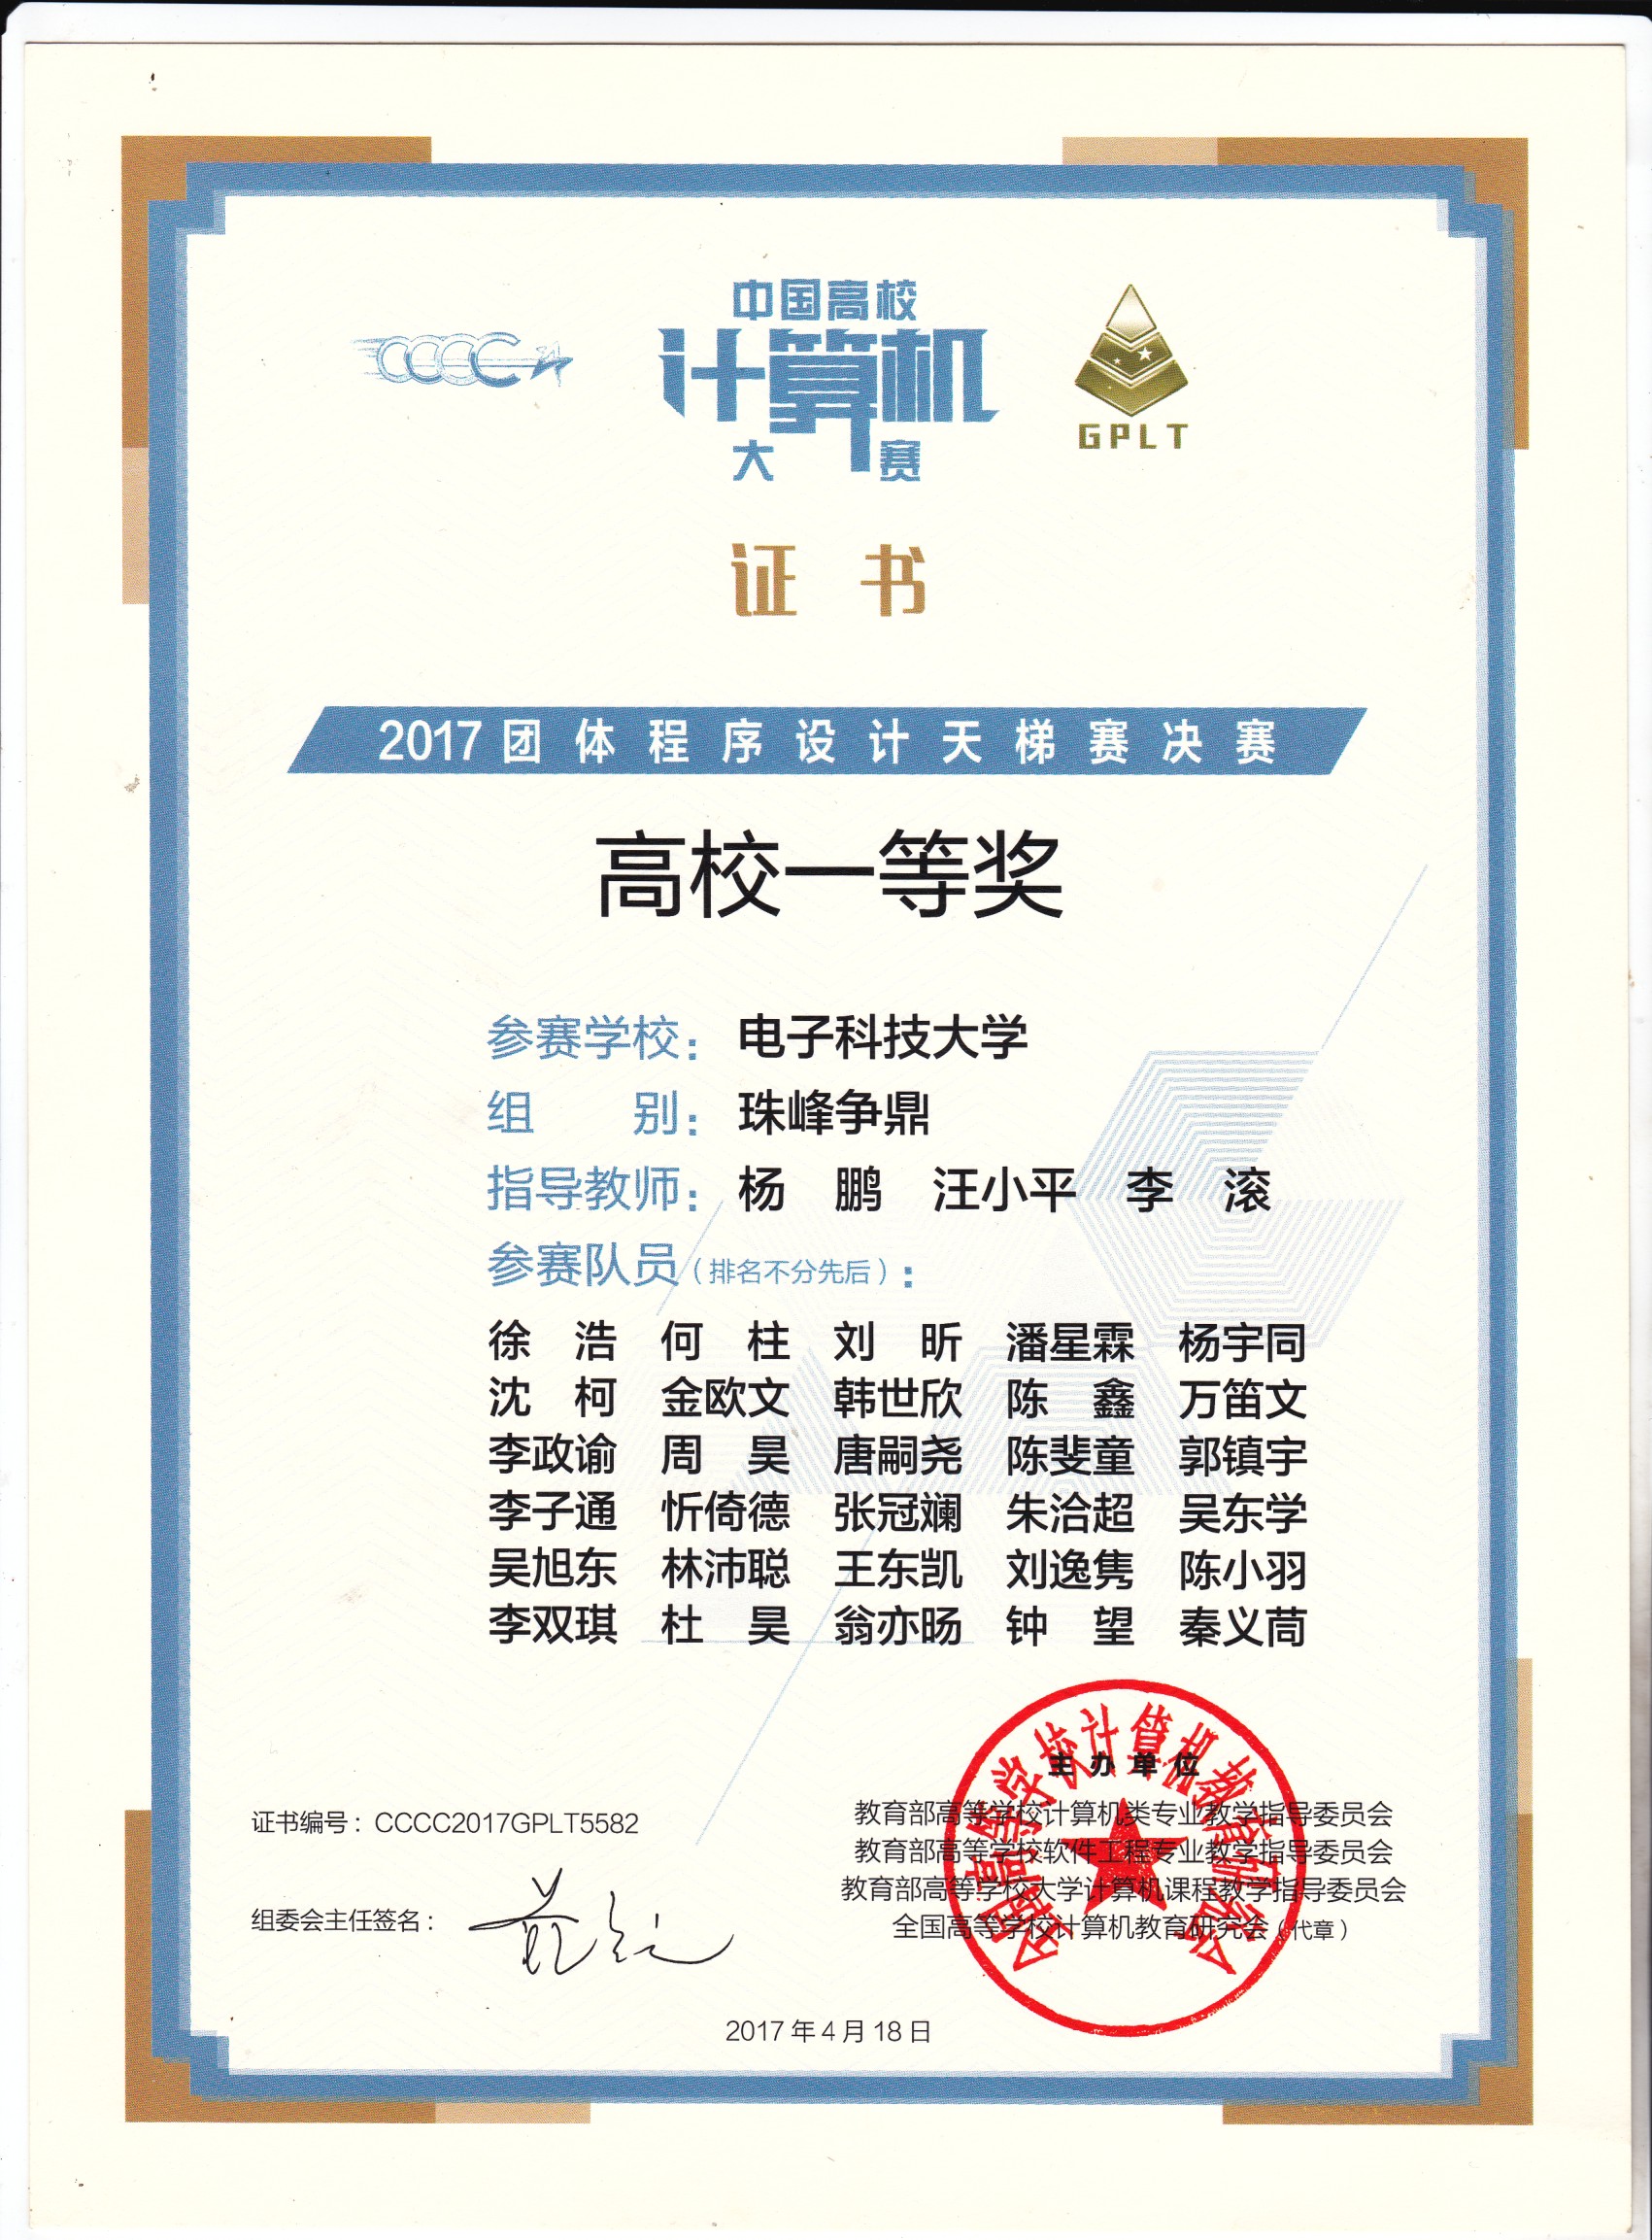 CCCC
中国高校
计算机
大赛
GPLT
证 书
2017 团体程序设计天梯赛决赛
高校一等奖
参赛学校: 电子科技大学
组 别: 珠峰争鼎
指导教师: 杨 鹏 汪小平 李 滚
参赛队员(排名不分先后):
徐 浩 何 柱 刘 昕 潘星霖 杨宇同
沈 柯 金欧文 韩世欣 陈 鑫 万笛文
李政谕 周 昊 唐嗣尧 陈斐童 郭镇宇
李子通 忻倚德 张冠斓 朱洽超 吴东学
吴旭东 林沛聪 王东凯 刘逸隽 陈小羽
李双琪 杜 昊 翁亦旸 钟 望 秦义茼
全国高等学校计算机教育研究会
主 办 单 位
教育部高等学校计算机类专业教学指导委员会
教育部高等学校软件工程专业教学指导委员会
教育部高等学校大学计算机课程教学指导委员会
全国高等学校计算机教育研究会(代章)
证书编号: CCCC2017GPLT5582
组委会主任签名:
2017 年 4 月 18 日